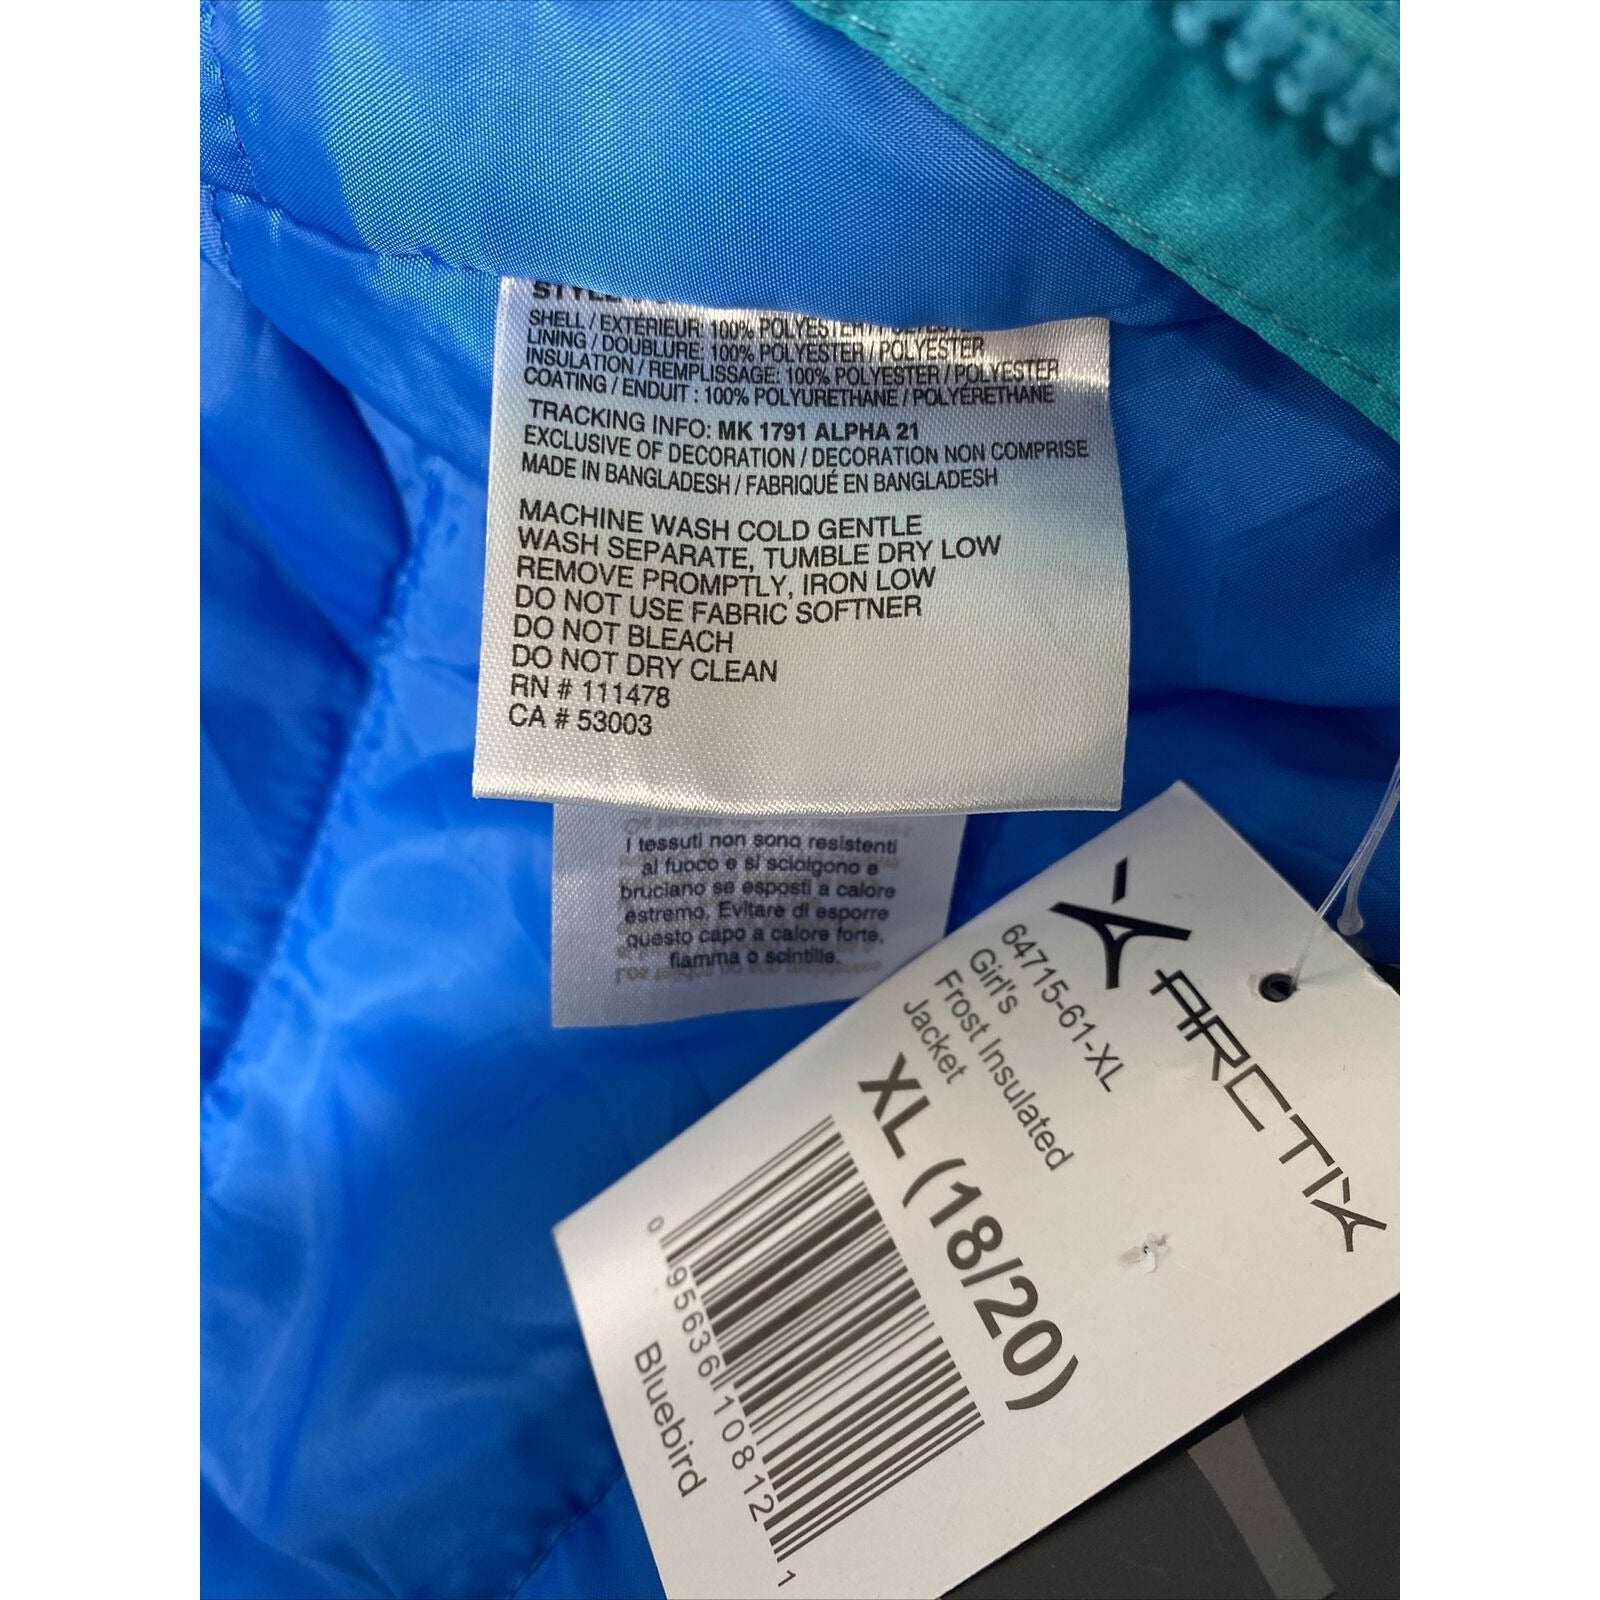 SHELL / EXTÉRIEUR: 100% POLYESTER /
LINING / DOUBLURE: 100% POLYESTER / POLYESTER
INSULATION / REMPLISSAGE: 100% POLYESTER / POLYESTER
COATING / ENDUIT : 100% POLYURETHANE / POLYERETHANE
TRACKING INFO: MK 1791 ALPHA 21
EXCLUSIVE OF DECORATION / DECORATION NON COMPRISE
MADE IN BANGLADESH / FABRIQUÉ EN BANGLADESH
MACHINE WASH COLD GENTLE
WASH SEPARATE, TUMBLE DRY LOW
REMOVE PROMPTLY, IRON LOW
DO NOT USE FABRIC SOFTNER
DO NOT BLEACH
DO NOT DRY CLEAN
RN # 111478
CA # 53003
I tessuti non sono resistenti
al fuoco e si sciolgono e
bruciano se esposti a calore
estremo. Evitare di esporre
questo capo a calore forte,
fiamma o scintille.
ARCTIX
64715-61-XL
Girl's
Frost Insulated
Jacket
XL (18/20)
0 95636 10812 1
Bluebird